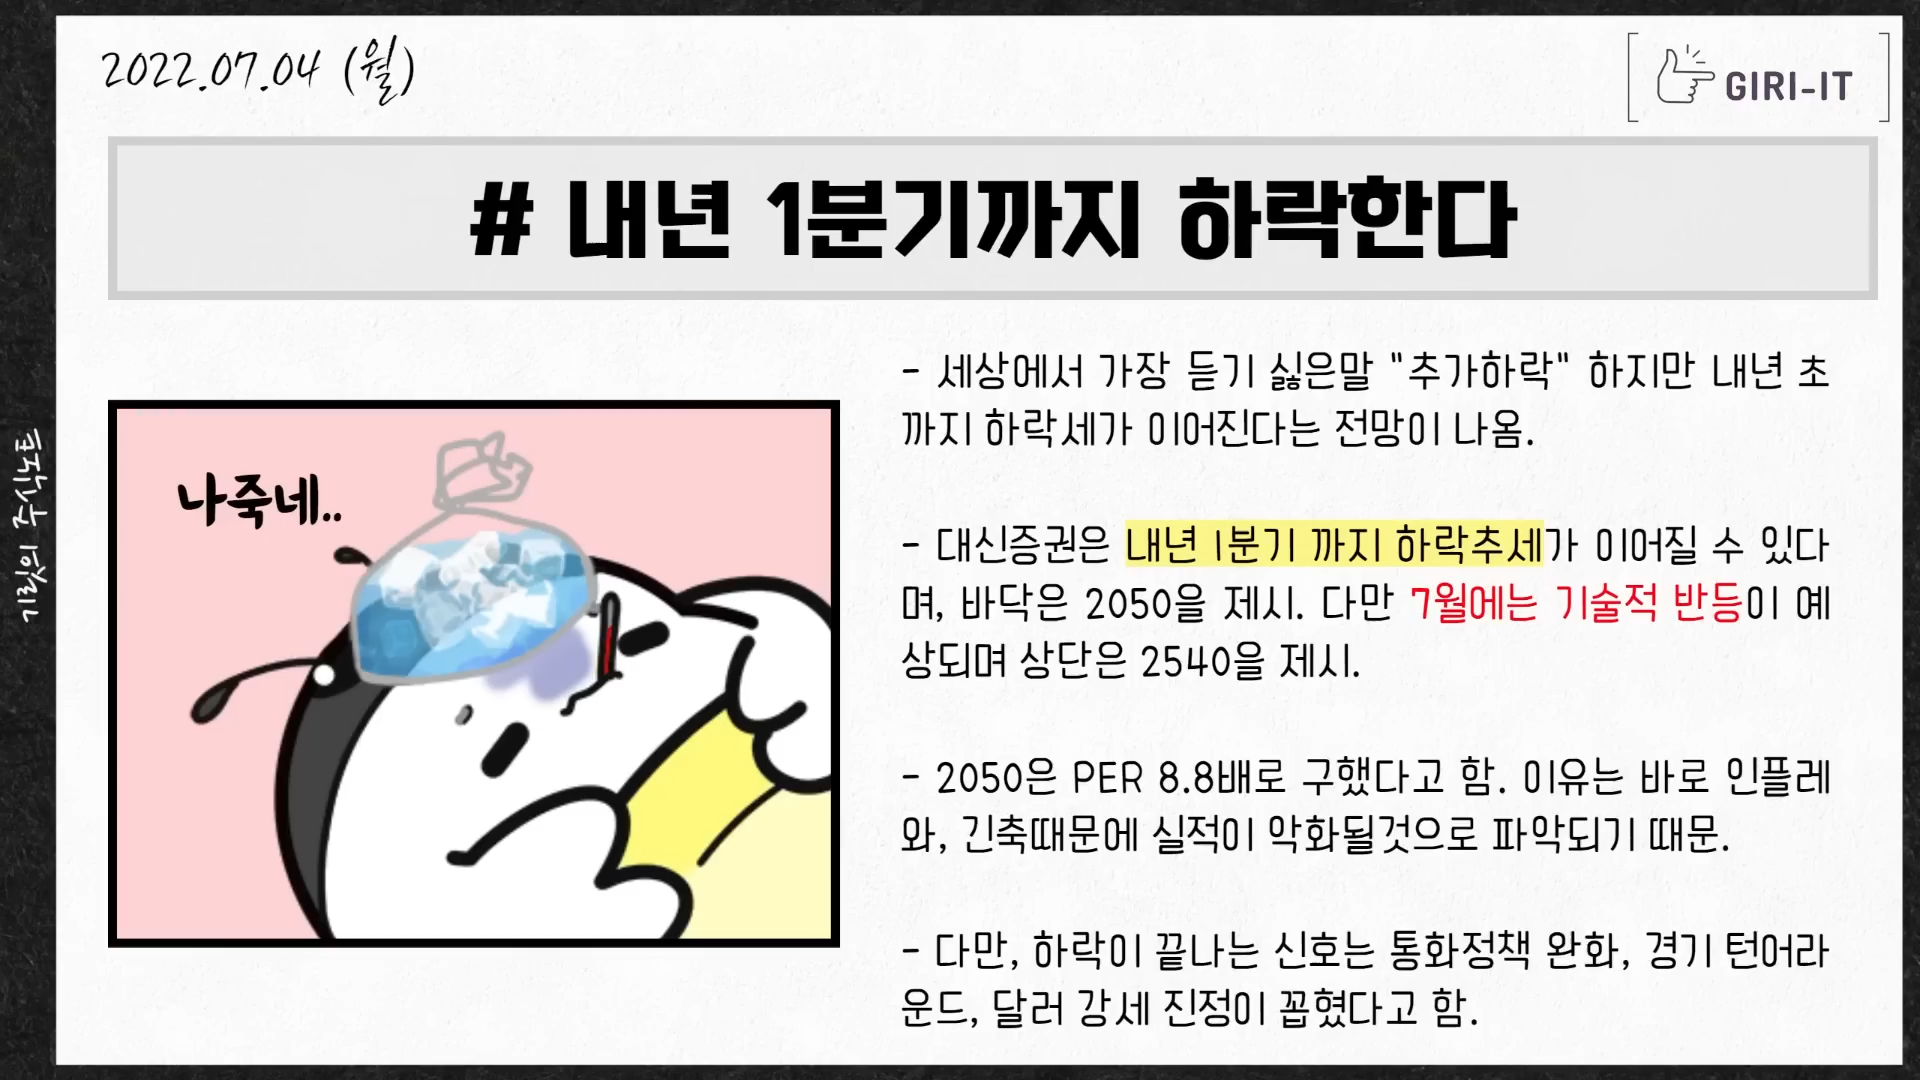 2022.07.04 (월)
GIRI-IT
# 내년 1분기까지 하락한다
기릿의 주식노트
나죽네..
- 세상에서 가장 듣기 싫은말 "추가하락" 하지만 내년 초
까지 하락세가 이어진다는 전망이 나옴.
- 대신증권은 내년 1분기 까지 하락추세가 이어질 수 있다
며, 바닥은 2050을 제시. 다만 7월에는 기술적 반등이 예
상되며 상단은 2540을 제시.
- 2050은 PER 8.8배로 구했다고 함. 이유는 바로 인플레
와, 긴축때문에 실적이 악화될것으로 파악되기 때문.
- 다만, 하락이 끝나는 신호는 통화정책 완화, 경기 턴어라
운드, 달러 강세 진정이 꼽혔다고 함.